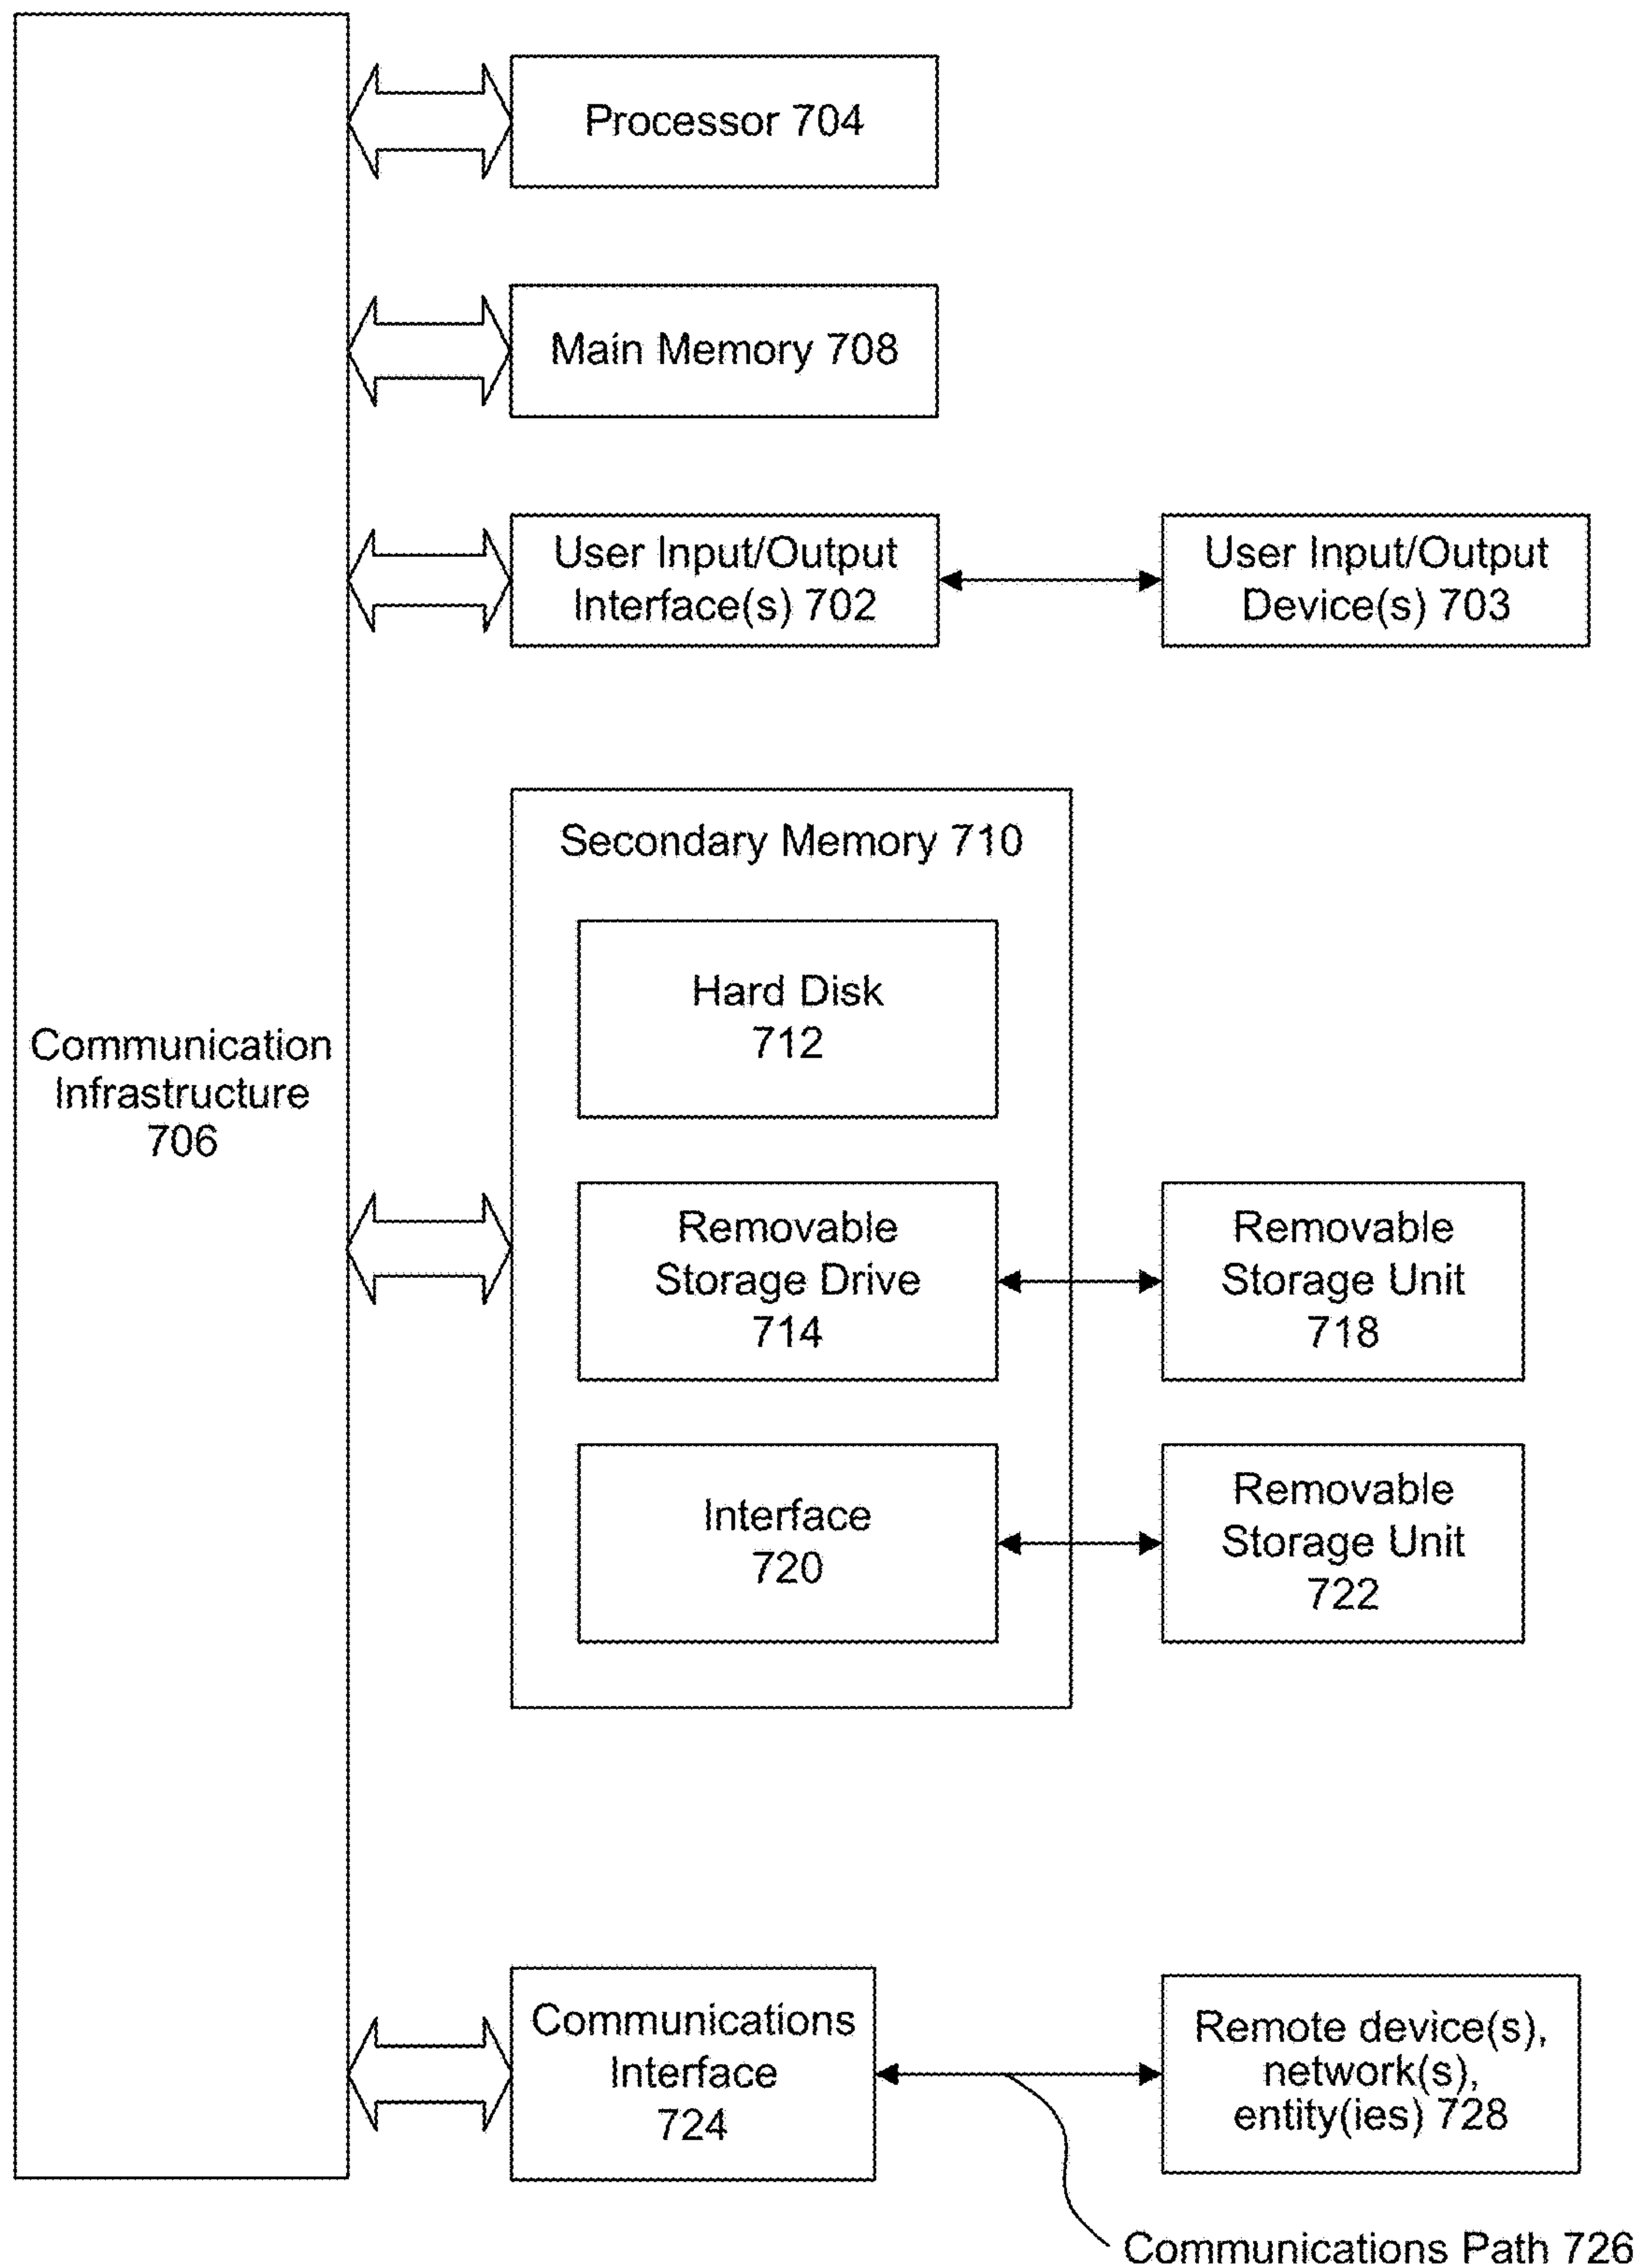 Processor 704
Main Memory 708
User Input/Output
Interface(s) 702
User Input/Output
Device(s) 703
Secondary Memory 710
Hard Disk
712
Communication
Infrastructure
706
Removable
Storage Drive
714
Removable
Storage Unit
718
Interface
720
Removable
Storage Unit
722
Communications
Interface
724
Remote device(s),
network(s),
entity(ies) 728
Communications Path 726